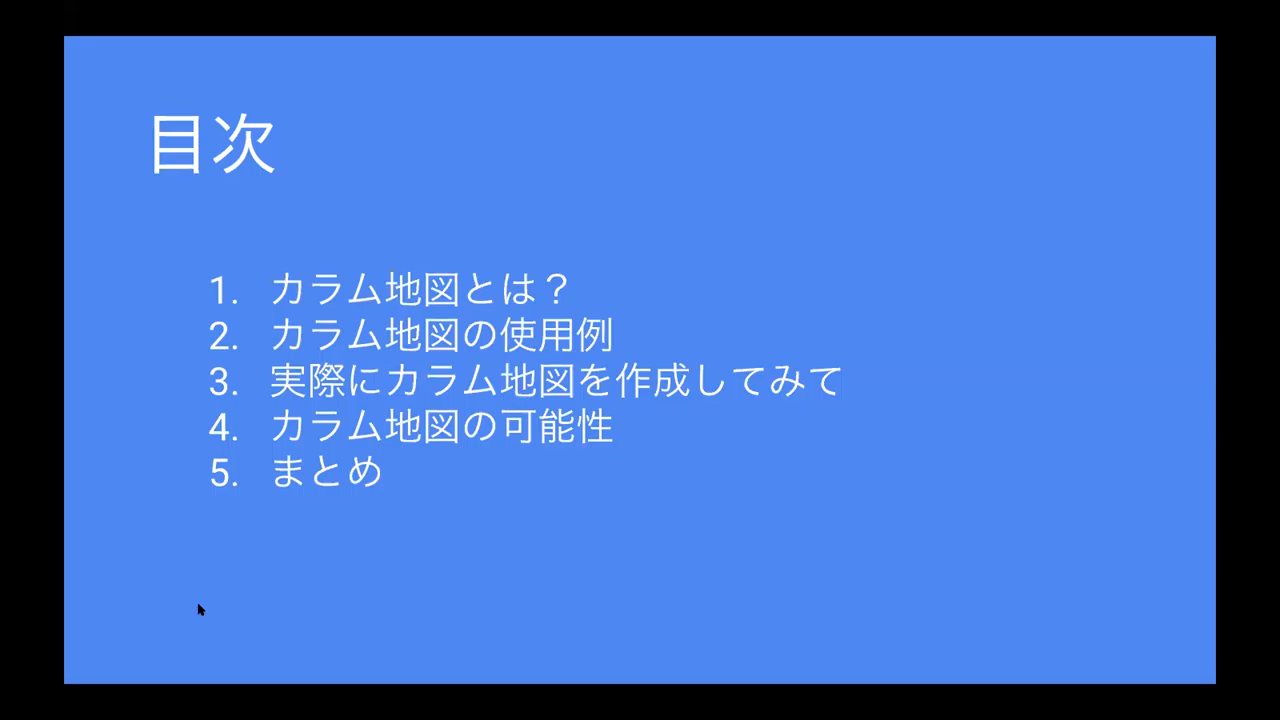 目次
1. カラム地図とは？
2. カラム地図の使用例
3. 実際にカラム地図を作成してみて
4. カラム地図の可能性
5. まとめ